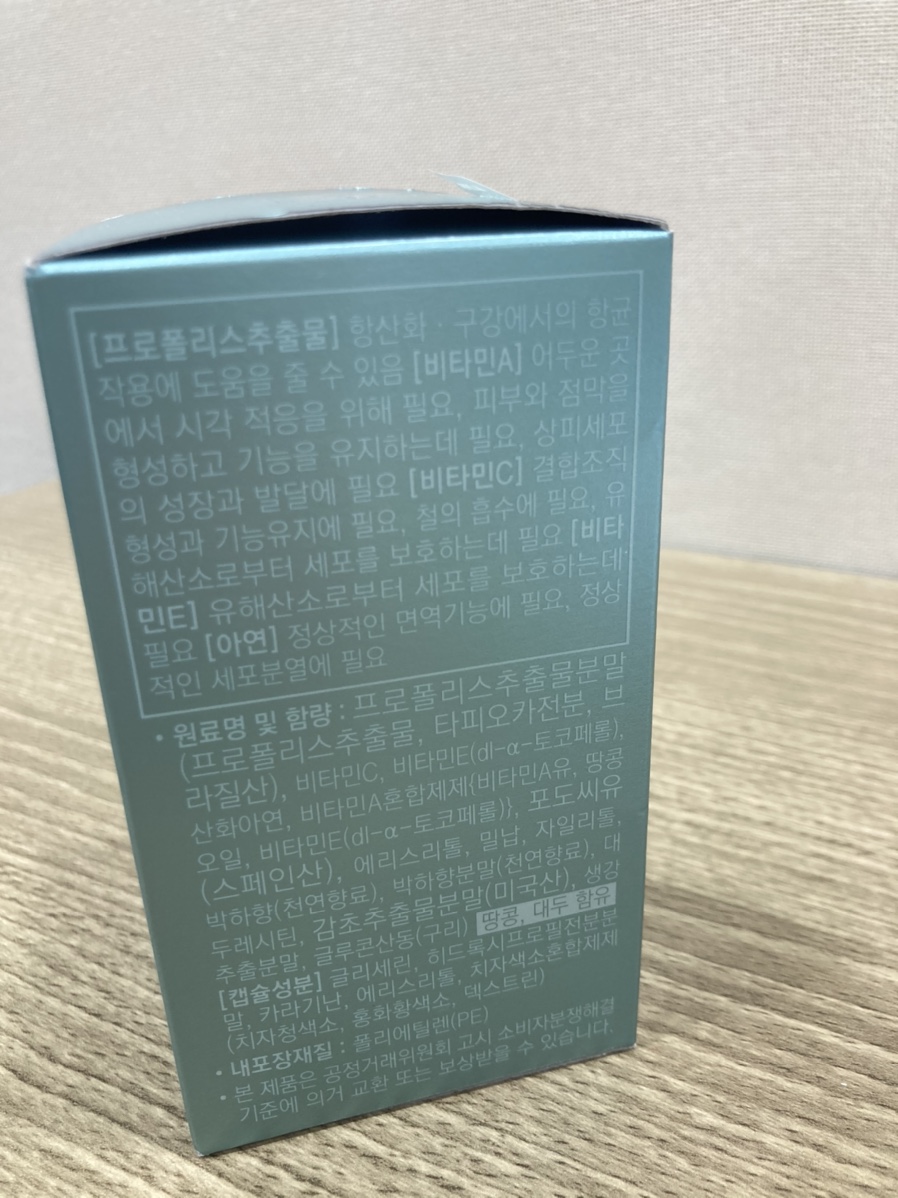 [프로폴리스추출물] 항산화 · 구강에서의 항균
작용에 도움을 줄 수 있음 [비타민A] 어두운 곳
에서 시각 적응을 위해 필요, 피부와 점막을
형성하고 기능을 유지하는데 필요, 상피세포
의 성장과 발달에 필요 [비타민C] 결합조직
형성과 기능유지에 필요, 철의 흡수에 필요, 유
해산소로부터 세포를 보호하는데 필요 [비타
민E] 유해산소로부터 세포를 보호하는데
필요 [아연] 정상적인 면역기능에 필요, 정상
적인 세포분열에 필요
• 원료명 및 함량 : 프로폴리스추출물분말
(프로폴리스추출물, 타피오카전분, 브
라질산), 비타민C, 비타민E(dl-α-토코페롤),
산화아연, 비타민A혼합제제{비타민A유, 땅콩
오일, 비타민E(dl-α-토코페롤)}, 포도씨유
(스페인산), 에리스리톨, 밀납, 자일리톨,
박하향(천연향료), 박하향분말(천연향료), 대
두레시틴, 감초추출물분말(미국산), 생강
추출분말, 글루콘산동(구리) 땅콩, 대두 함유
[캡슐성분] 글리세린, 히드록시프로필전분분
말, 카라기난, 에리스리톨, 치자색소혼합제제
(치자청색소, 홍화황색소, 덱스트린)
• 내포장재질 : 폴리에틸렌(PE)
• 본 제품은 공정거래위원회 고시 소비자분쟁해결
기준에 의거 교환 또는 보상받을 수 있습니다.